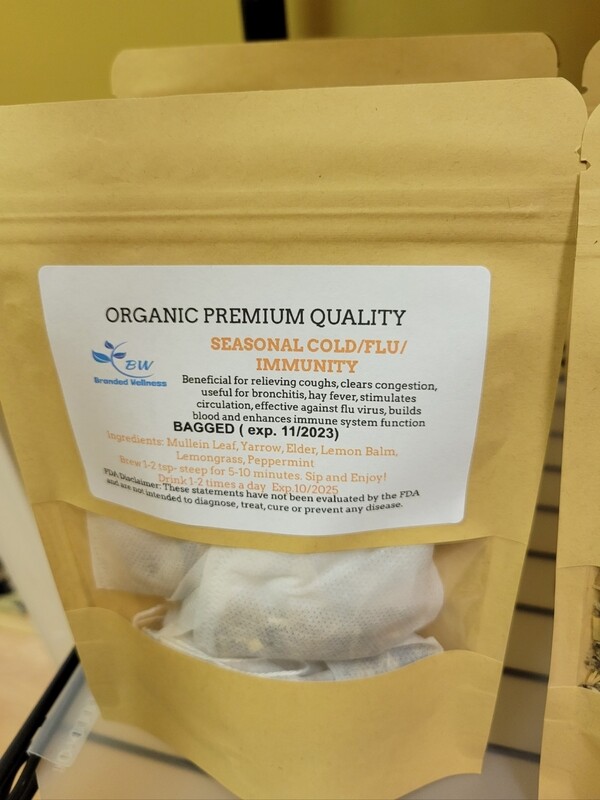 ORGANIC PREMIUM QUALITY
BW
Branded Wellness
SEASONAL COLD/FLU/
IMMUNITY
Beneficial for relieving coughs, clears congestion,
useful for bronchitis, hay fever, stimulates
circulation, effective against flu virus, builds
blood and enhances immune system function
BAGGED ( exp. 11/2023)
Ingredients: Mullein Leaf, Yarrow, Elder, Lemon Balm,
Lemongrass, Peppermint
Brew 1-2 tsp- steep for 5-10 minutes. Sip and Enjoy!
Drink 1-2 times a day Exp.10/2025
FDA Disclaimer: These statements have not been evaluated by the FDA
and are not intended to diagnose, treat, cure or prevent any disease.